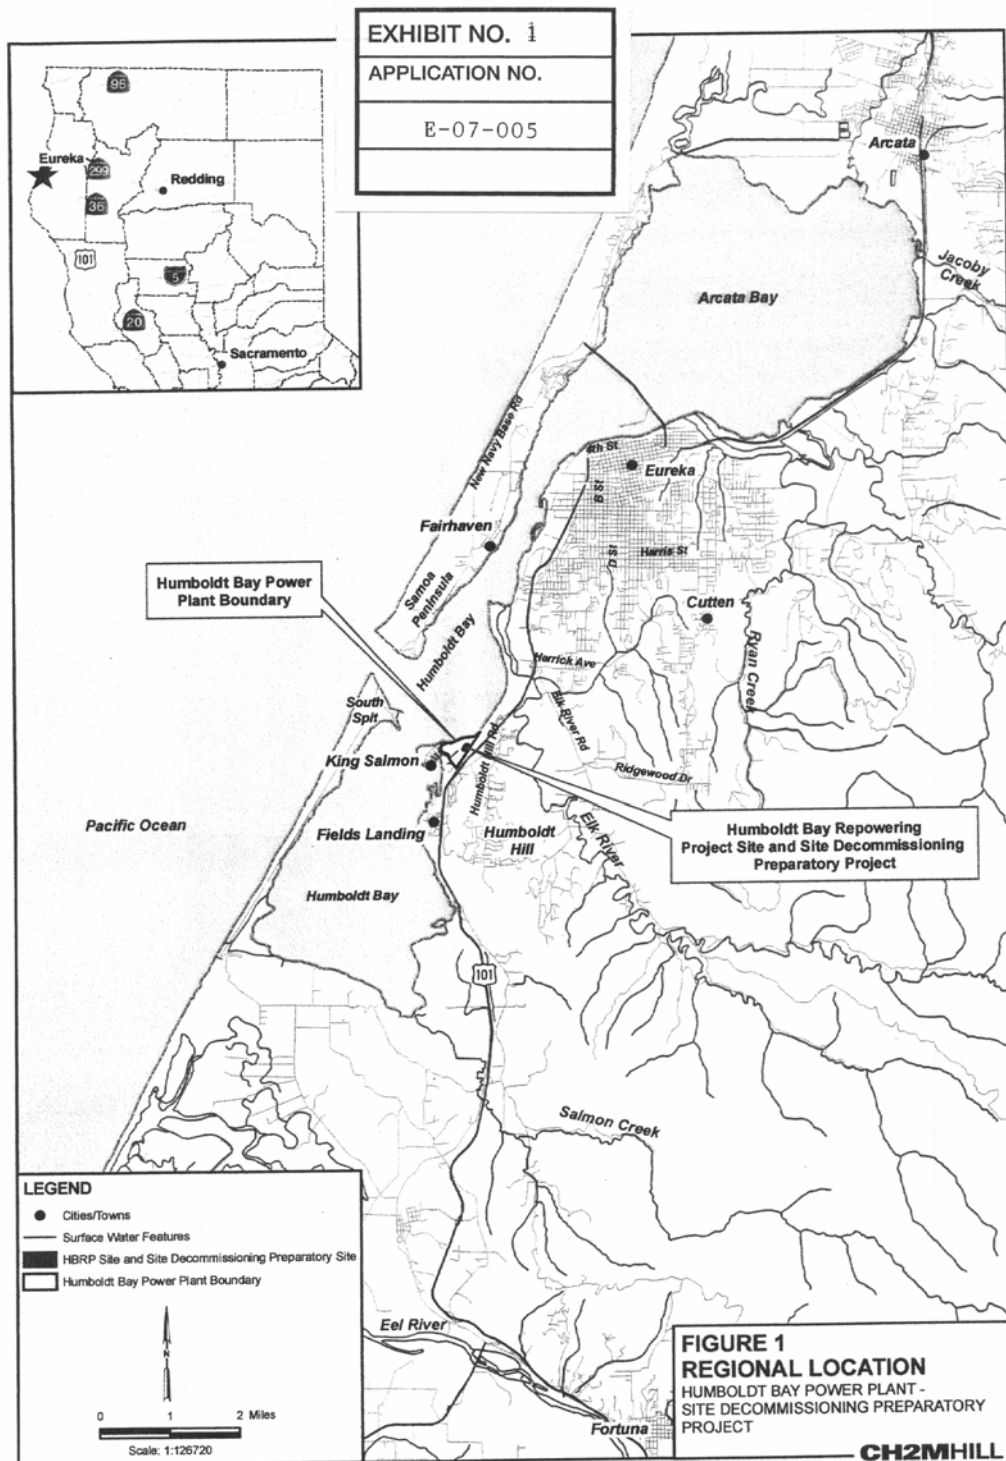 EXHIBIT NO. 1
APPLICATION NO.
E-07-005
96
Eureka
299
Redding
36
101
5
20
Sacramento
Arcata
Jacoby
Creek
Arcata Bay
New Navy Base Rd
4th St
Eureka
B St
Fairhaven
Harris St
D St
Humboldt Bay Power
Plant Boundary
Samoa
Peninsula
Cutten
Humboldt Bay
Ryan Creek
Herrick Ave
South
Spit
Elk River Rd
King Salmon
Humboldt Hill Rd
Ridgewood Dr
Pacific Ocean
Fields Landing
Humboldt
Hill
Elk River
Humboldt Bay Repowering
Project Site and Site Decommissioning
Preparatory Project
Humboldt Bay
101
Salmon Creek
LEGEND
Cities/Towns
Surface Water Features
HBRP Site and Site Decommissioning Preparatory Site
Humboldt Bay Power Plant Boundary
N
0 1 2 Miles
Scale: 1:126720
Eel River
Fortuna
FIGURE 1
REGIONAL LOCATION
HUMBOLDT BAY POWER PLANT -
SITE DECOMMISSIONING PREPARATORY
PROJECT
CH2MHILL